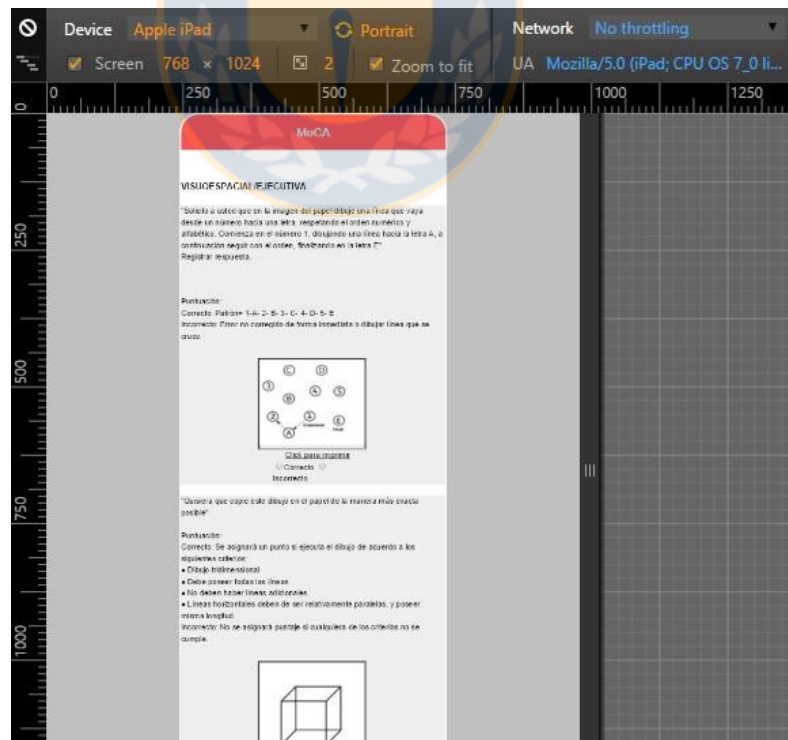 Device Apple iPad Portrait Network No throttling
Screen 768 × 1024 2 Zoom to fit UA Mozilla/5.0 (iPad; CPU OS 7_0 li...
0 250 500 750 1000 1250
0
250
500
750
1000
MoCA
VISUOESPACIAL/EJECUTIVA
"Solicito a usted que en la imagen del papel dibuje una línea que vaya
desde un número hacia una letra, respetando el orden numérico y
alfabético. Comienza en el número 1, dibujando una línea hacia la letra A, a
continuación seguir con el orden, finalizando en la letra E"
Registrar respuesta.
Puntuación:
Correcto: Patrón= 1-A- 2- B- 3- C- 4- D- 5- E
Incorrecto: Error no corregido de forma inmediata o dibujar línea que se
cruce.
C D
3 4 5
B
2 1 E
A
Click para imprimir
Correcto
Incorrecto
"Quisiera que copie este dibujo en el papel de la manera más exacta
posible"
Puntuación:
Correcto: Se asignará un punto si ejecuta el dibujo de acuerdo a los
siguientes criterios:
• Dibujo tridimensional
• Debe poseer todas las líneas
• No deben haber líneas adicionales
• Líneas horizontales deben de ser relativamente paralelas, y poseer
misma longitud.
Incorrecto: No se asignará puntaje si cualquiera de los criterios no se
cumple.